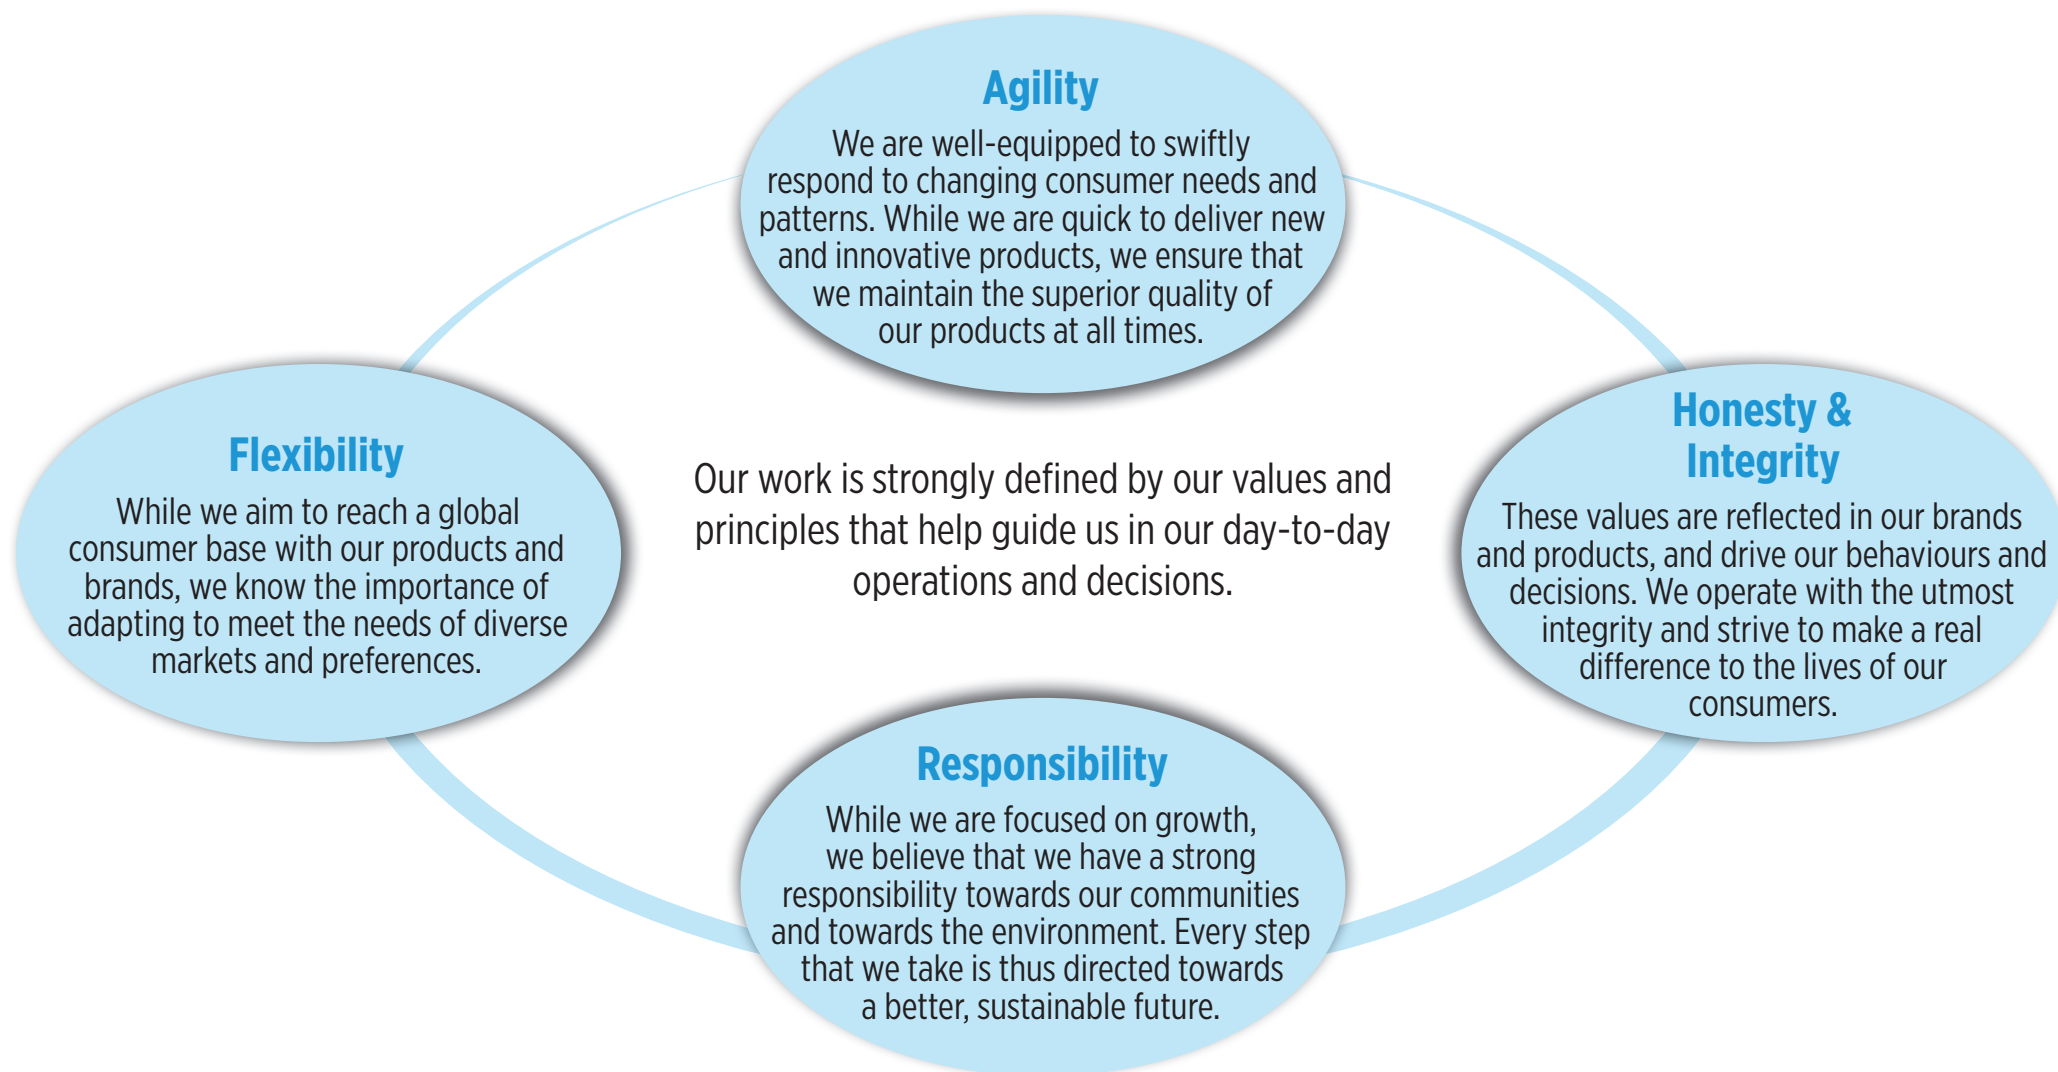 Agility
We are well-equipped to swiftly
respond to changing consumer needs and
patterns. While we are quick to deliver new
and innovative products, we ensure that
we maintain the superior quality of
our products at all times.
Flexibility
While we aim to reach a global
consumer base with our products and
brands, we know the importance of
adapting to meet the needs of diverse
markets and preferences.
Our work is strongly defined by our values and
principles that help guide us in our day-to-day
operations and decisions.
Honesty &
Integrity
These values are reflected in our brands
and products, and drive our behaviours and
decisions. We operate with the utmost
integrity and strive to make a real
difference to the lives of our
consumers.
Responsibility
While we are focused on growth,
we believe that we have a strong
responsibility towards our communities
and towards the environment. Every step
that we take is thus directed towards
a better, sustainable future.